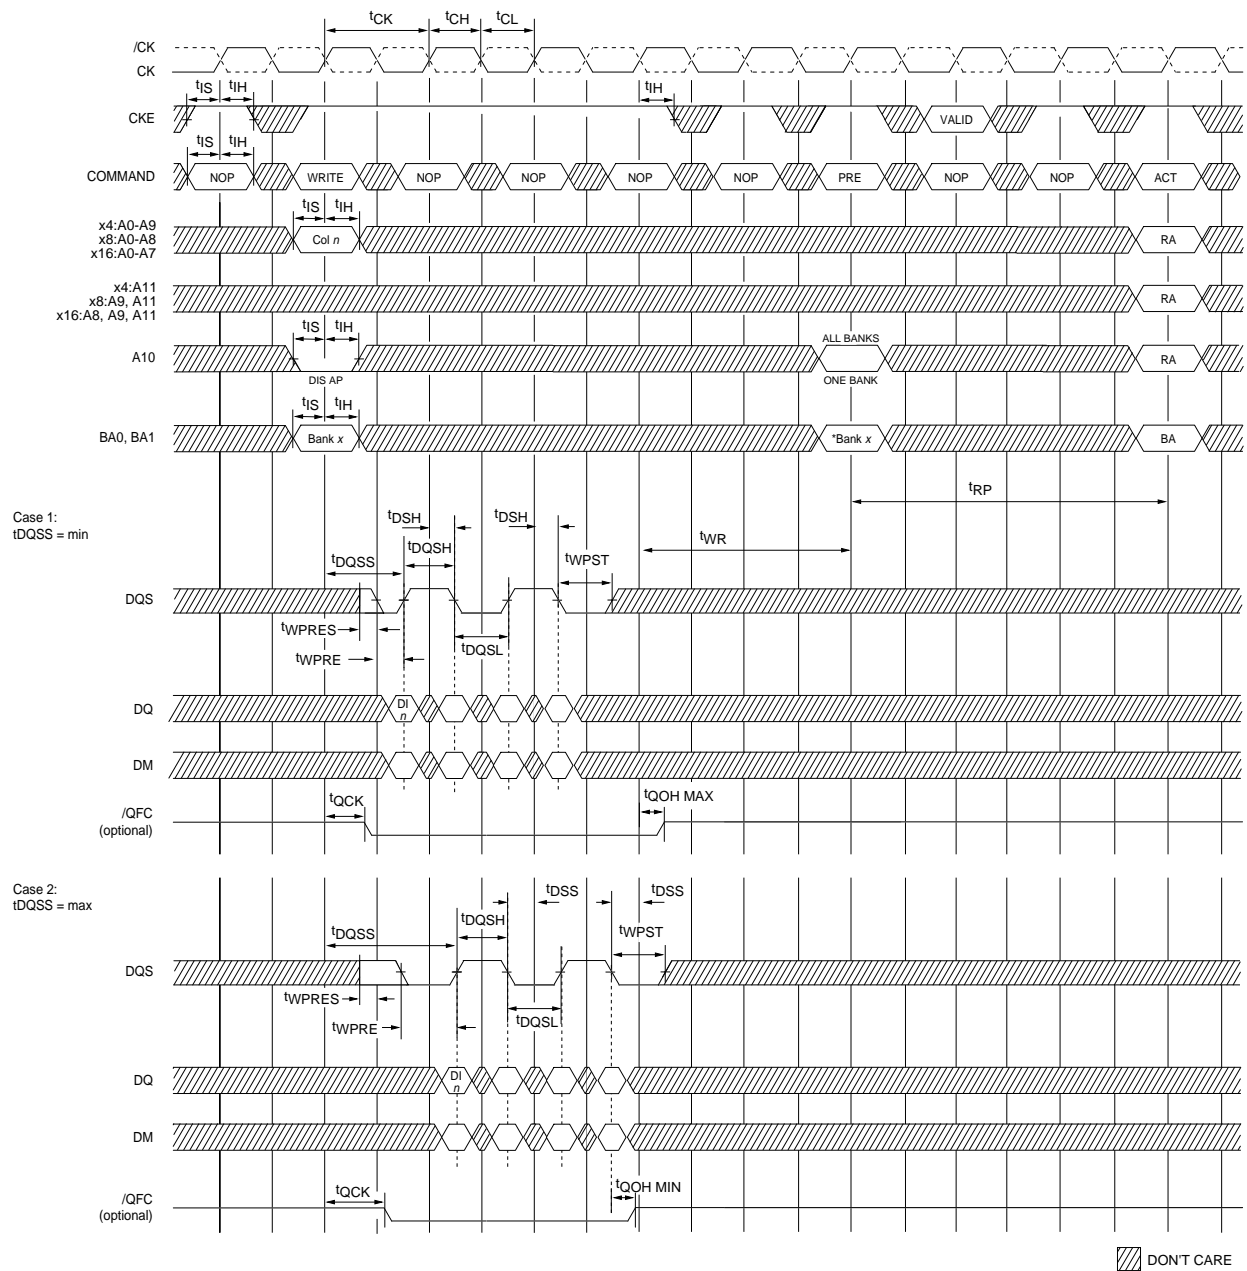 tCK tCH tCL
/CK
CK
tIS tIH tIH
CKE VALID
tIS tIH
COMMAND NOP WRITE NOP NOP NOP NOP PRE NOP NOP ACT
tIS tIH
x4:A0-A9
x8:A0-A8
x16:A0-A7
Col n RA
x4:A11
x8:A9, A11
x16:A8, A9, A11
RA
tIS tIH ALL BANKS
A10 RA
DIS AP ONE BANK
tIS tIH
BA0, BA1 Bank x *Bank x BA
tRP
Case 1:
tDQSS = min
tDSH tDSH
tWR
tDQSH
tDQSS tWPST
DQS
tWPRES
tDQSL
tWPRE
DQ DI
n
DM
tQCK tQOH MAX
/QFC
(optional)
Case 2:
tDQSS = max
tDSS tDSS
tDQSH
tDQSS tWPST
DQS
tWPRES
tDQSL
tWPRE
DQ DI
n
DM
tQCK tQOH MIN
/QFC
(optional)
DON'T CARE